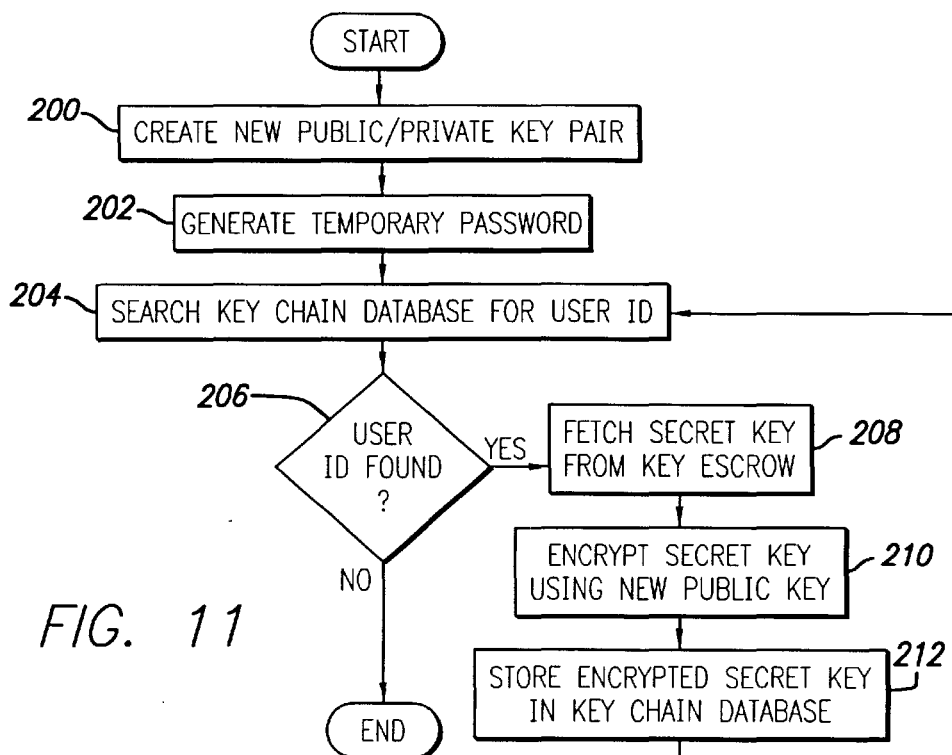 START
200
CREATE NEW PUBLIC/PRIVATE KEY PAIR
202
GENERATE TEMPORARY PASSWORD
204
SEARCH KEY CHAIN DATABASE FOR USER ID
206
USER
ID FOUND
?
YES
NO
FETCH SECRET KEY
FROM KEY ESCROW
208
ENCRYPT SECRET KEY
USING NEW PUBLIC KEY
210
STORE ENCRYPTED SECRET KEY
IN KEY CHAIN DATABASE
212
END
FIG. 11